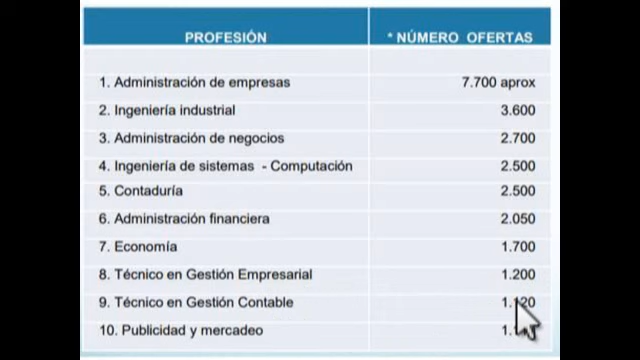 PROFESIÓN * NÚMERO OFERTAS
1. Administración de empresas 7.700 aprox
2. Ingeniería industrial 3.600
3. Administración de negocios 2.700
4. Ingeniería de sistemas - Computación 2.500
5. Contaduría 2.500
6. Administración financiera 2.050
7. Economía 1.700
8. Técnico en Gestión Empresarial 1.200
9. Técnico en Gestión Contable 1.120
10. Publicidad y mercadeo